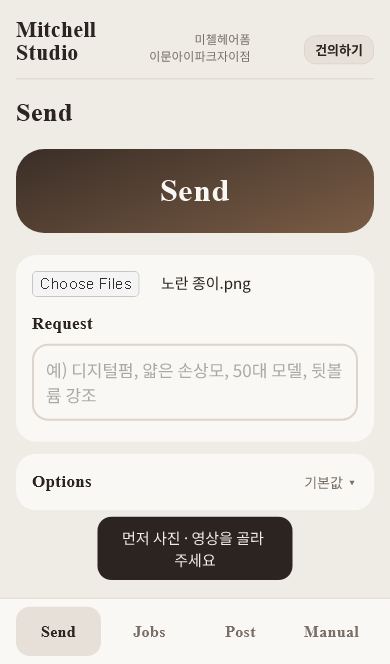 Mitchell
Studio
미젤헤어폼
이문아이파크자이점
건의하기
Send
Send
Choose Files 노란 종이.png
Request
예) 디지털펌, 얇은 손상모, 50대 모델, 뒷볼
륨 강조
Options 기본값 ▾
먼저 사진 · 영상을 골라
주세요
Send Jobs Post Manual